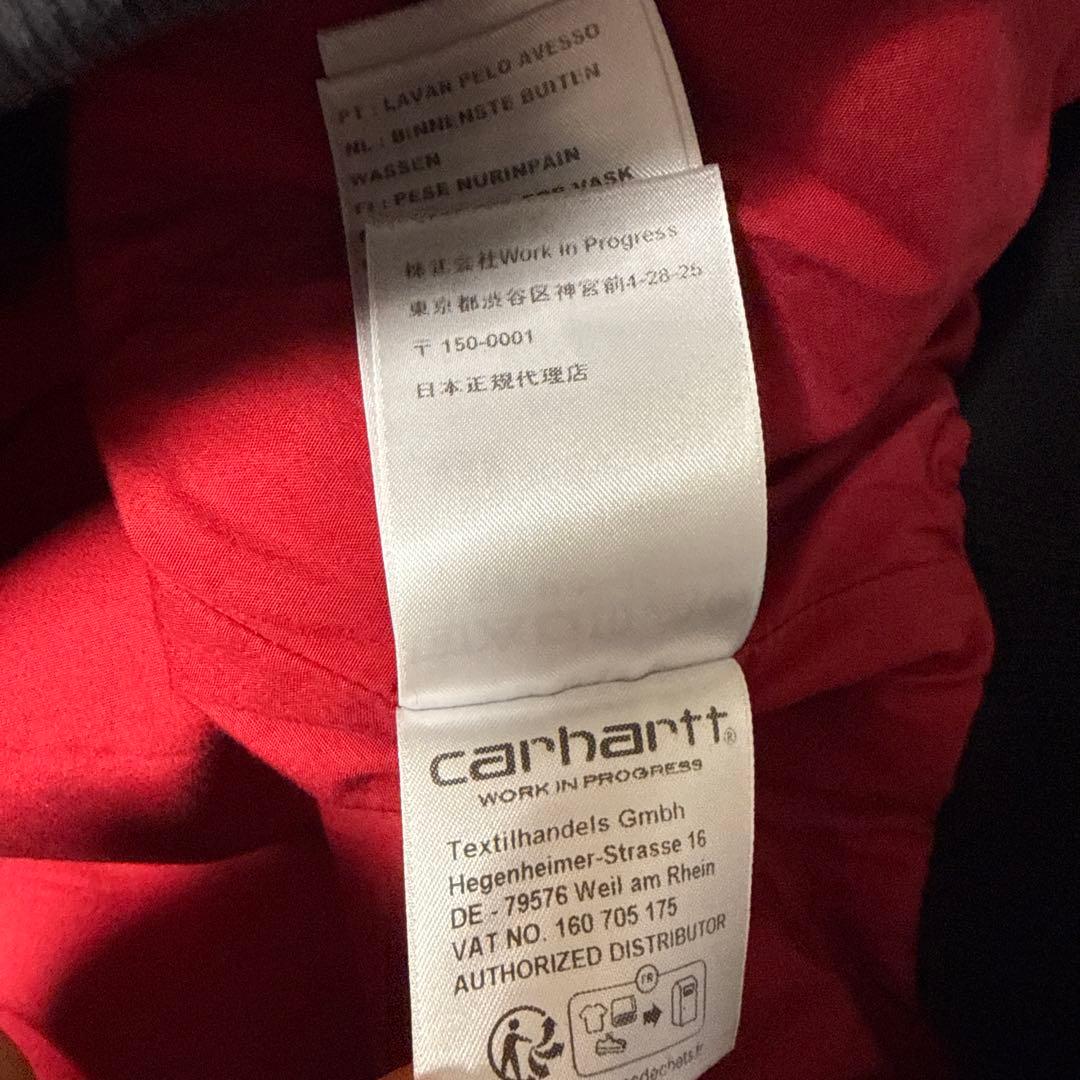 PT : LAVAR PELO AVESSO
NL : BINNENSTE BUITEN
WASSEN
FI : PESE NURINPAIN
FOR VASK
株式会社Work in Progress
東京都渋谷区神宮前4-28-25
〒 150-0001
日本正規代理店
carhartt®
WORK IN PROGRESS
Textilhandels Gmbh
Hegenheimer-Strasse 16
DE - 79576 Weil am Rhein
VAT NO. 160 705 175
AUTHORIZED DISTRIBUTOR
FR